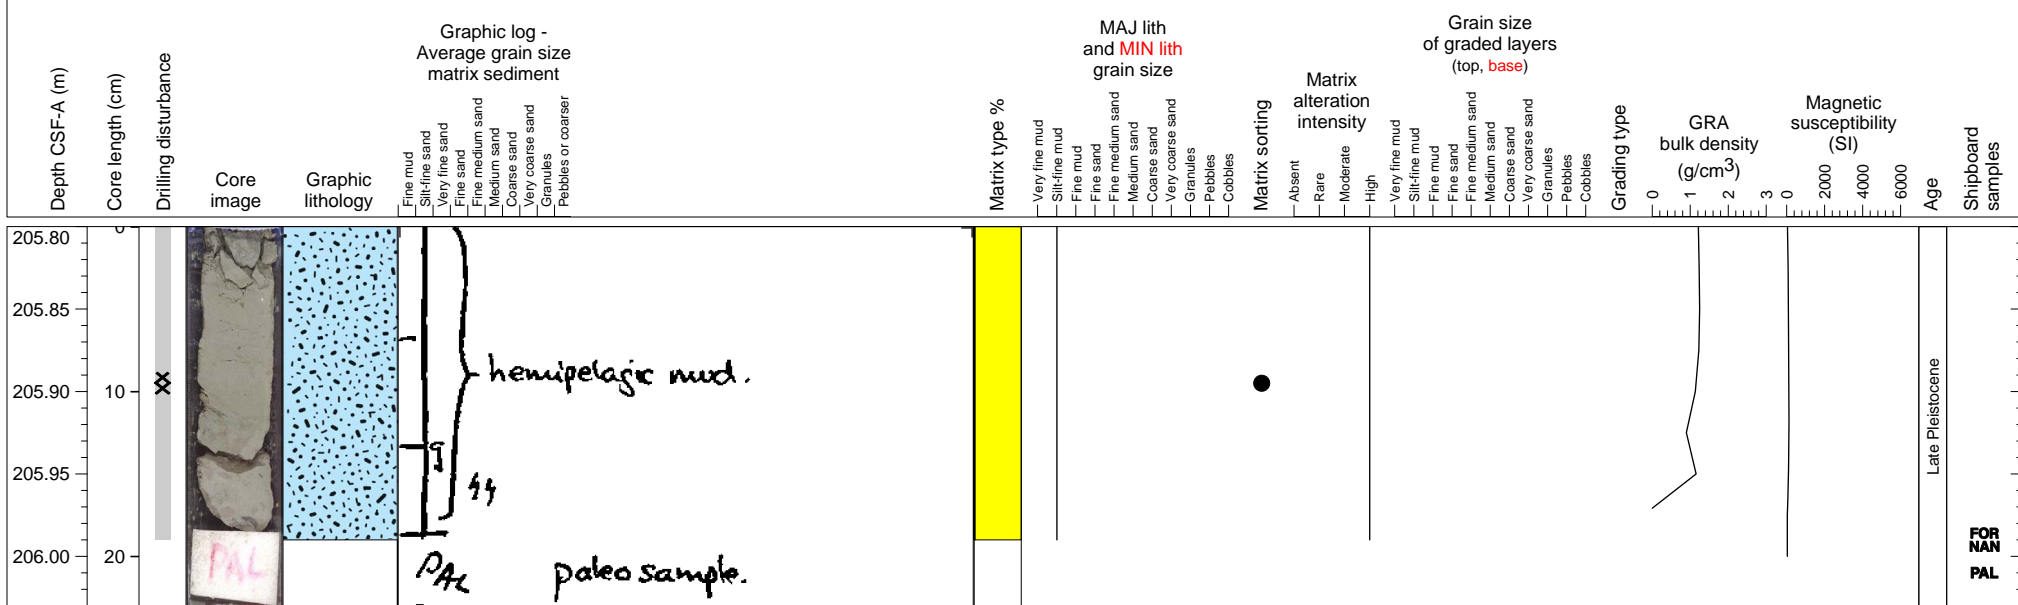 Depth CSF-A (m)
Core length (cm)
Drilling disturbance
Core
image
Graphic
lithology
Graphic log -
Average grain size
matrix sediment
Fine mud
Silt-fine sand
Very fine sand
Fine sand
Fine medium sand
Medium sand
Coarse sand
Very coarse sand
Granules
Pebbles or coarser
Matrix type %
MAJ lith
and MIN lith
grain size
Very fine mud
Silt-fine mud
Fine mud
Fine sand
Fine medium sand
Medium sand
Coarse sand
Very coarse sand
Granules
Pebbles
Cobbles
Matrix sorting
Matrix
alteration
intensity
Absent
Rare
Moderate
High
Grain size
of graded layers
(top, base)
Very fine mud
Silt-fine mud
Fine mud
Fine sand
Fine medium sand
Medium sand
Coarse sand
Very coarse sand
Granules
Pebbles
Cobbles
Grading type
GRA
bulk density
(g/cm3)
0 1 2 3
Magnetic
susceptibility
(SI)
0 2000 4000 6000
Age
Shipboard
samples
205.80
205.85
205.90
205.95
206.00
0
10
20
hemipelagic mud.
PAL
PAL paleo sample.
Late Pleistocene
FOR
NAN
PAL